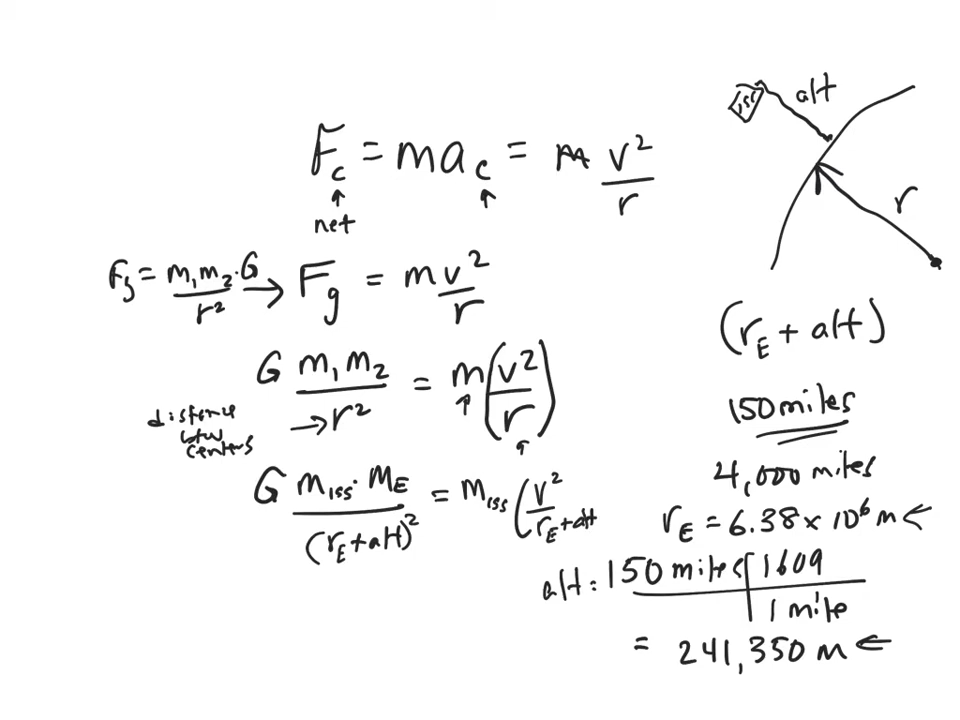 iss
alt
F_c = ma_c = m v²/r
↑ ↑
net
r
F_g = m₁m₂·G/r² → F_g = mv²/r
(r_E + alt)
G m₁m₂/r² = m(v²/r)
→
distance
btw
centers
150 miles
4,000 miles
G m_iss·M_E/(r_E+alt)² = m_iss (v²/r_E+alt
r_E = 6.38 x 10⁶ m ←
alt: 150 miles | 1609
1 mile
= 241,350 m ←